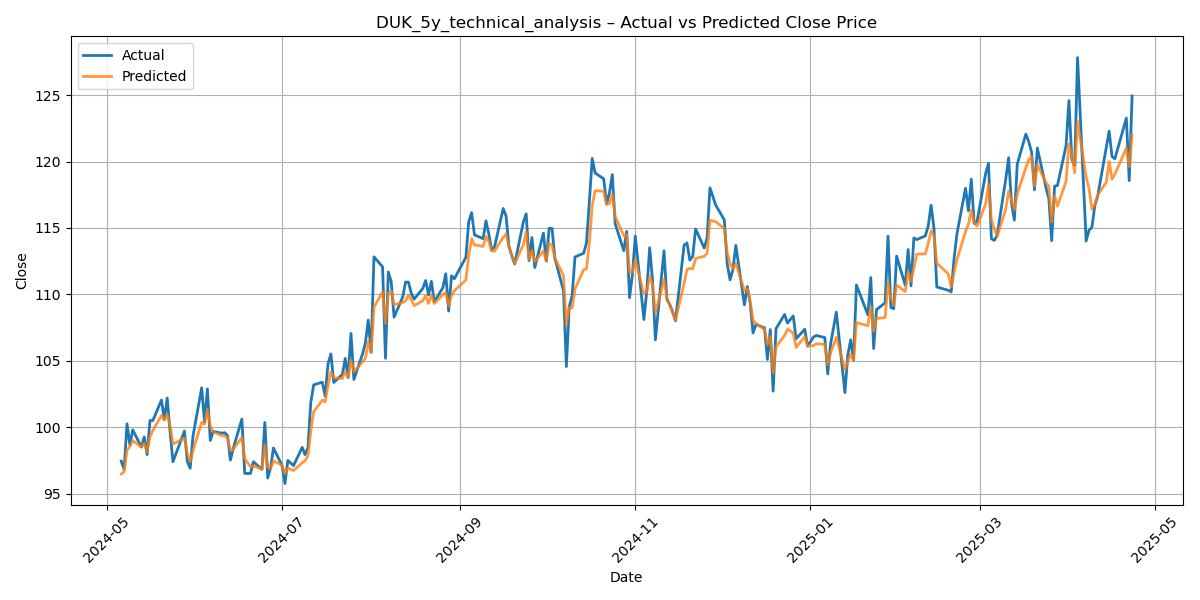 DUK_5y_technical_analysis – Actual vs Predicted Close Price
Actual
Predicted
Close
125
120
115
110
105
100
95
2024-05
2024-07
2024-09
2024-11
2025-01
2025-03
2025-05
Date